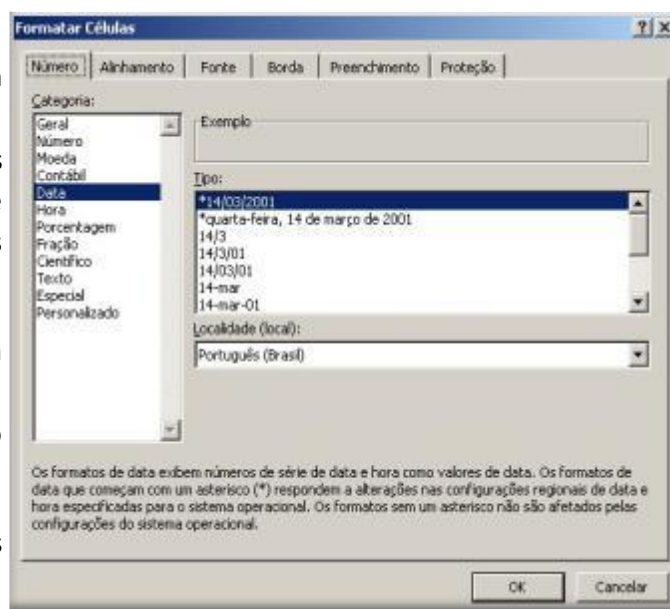 Formatar Células
Número Alinhamento Fonte Borda Preenchimento Proteção
Categoria:
Geral
Número
Moeda
Contábil
Data
Hora
Porcentagem
Fração
Científico
Texto
Especial
Personalizado
Exemplo
Tipo:
*14/03/2001
*quarta-feira, 14 de março de 2001
14/3
14/3/01
14/03/01
14-mar
14-mar-01
Localidade (local):
Português (Brasil)
Os formatos de data exibem números de série de data e hora como valores de data. Os formatos de
data que começam com um asterisco (*) respondem a alterações nas configurações regionais de data e
hora especificadas para o sistema operacional. Os formatos sem um asterisco não são afetados pelas
configurações do sistema operacional.
OK Cancelar